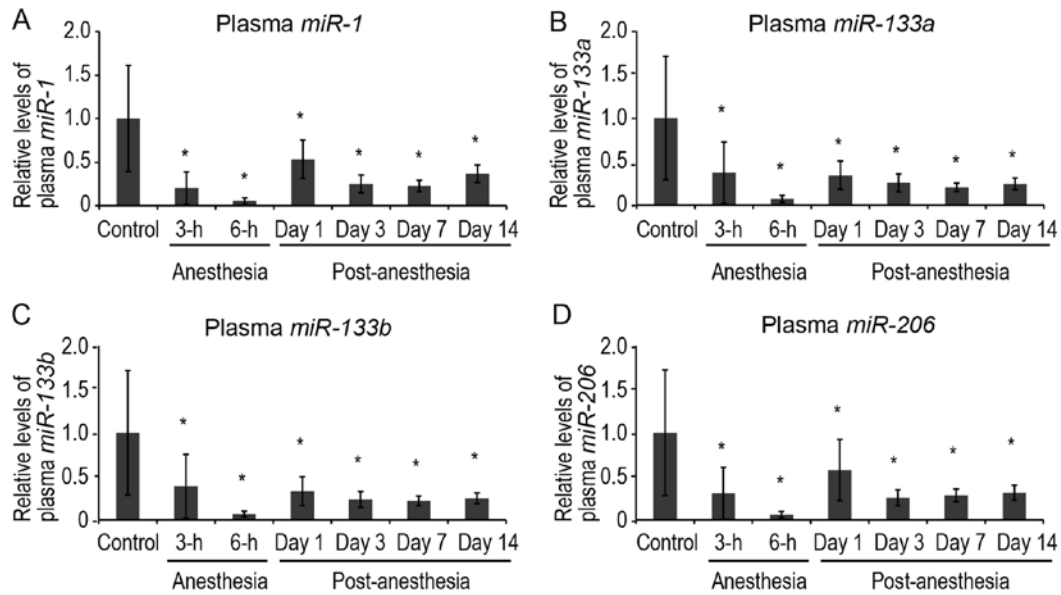 A
Plasma miR-1
Relative levels of
plasma miR-1
2.0
1.5
1.0
0.5
0
*
*
*
*
*
*
Control 3-h 6-h Day 1 Day 3 Day 7 Day 14
Anesthesia Post-anesthesia
B
Plasma miR-133a
Relative levels of
plasma miR-133a
2.0
1.5
1.0
0.5
0
*
*
*
*
*
*
Control 3-h 6-h Day 1 Day 3 Day 7 Day 14
Anesthesia Post-anesthesia
C
Plasma miR-133b
Relative levels of
plasma miR-133b
2.0
1.5
1.0
0.5
0
*
*
*
*
*
*
Control 3-h 6-h Day 1 Day 3 Day 7 Day 14
Anesthesia Post-anesthesia
D
Plasma miR-206
Relative levels of
plasma miR-206
2.0
1.5
1.0
0.5
0
*
*
*
*
*
*
Control 3-h 6-h Day 1 Day 3 Day 7 Day 14
Anesthesia Post-anesthesia